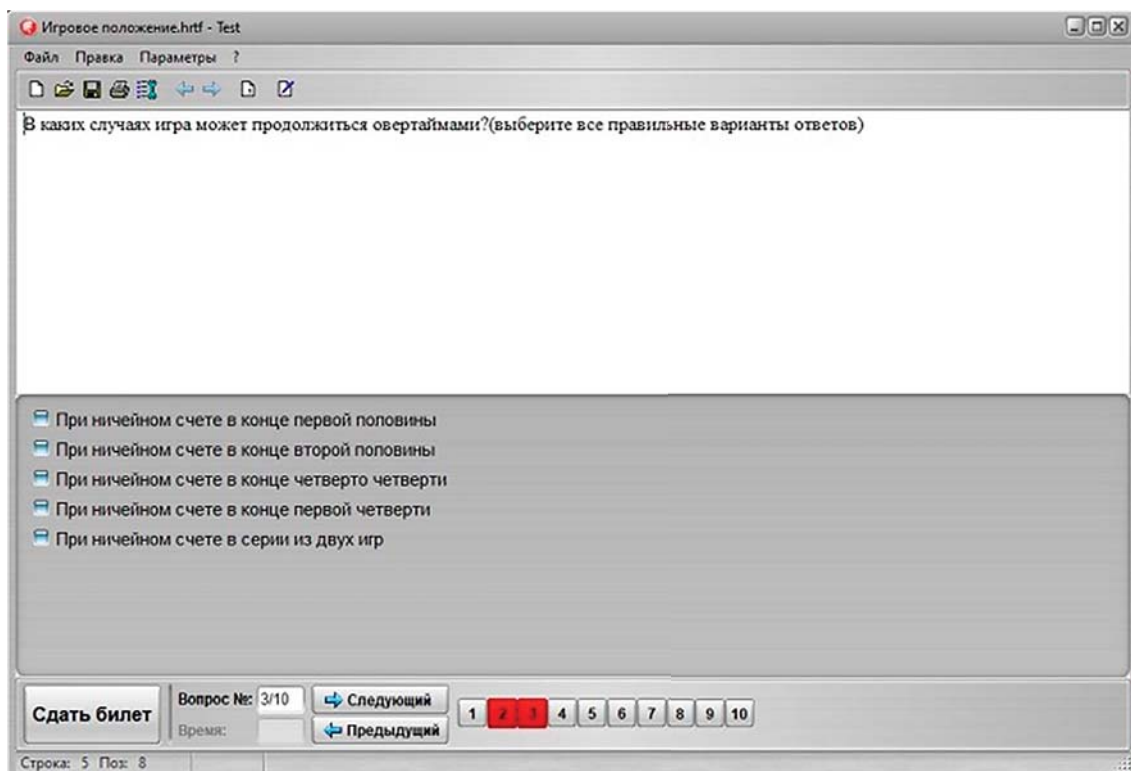 Игровое положение.hrtf - Test
Файл Правка Параметры ?
В каких случаях игра может продолжиться овертаймами?(выберите все правильные варианты ответов)
При ничейном счете в конце первой половины
При ничейном счете в конце второй половины
При ничейном счете в конце четверто четверти
При ничейном счете в конце первой четверти
При ничейном счете в серии из двух игр
Сдать билет
Вопрос №: 3/10
Время:
Следующий
Предыдущий
1 2 3 4 5 6 7 8 9 10
Строка: 5 Поз: 8